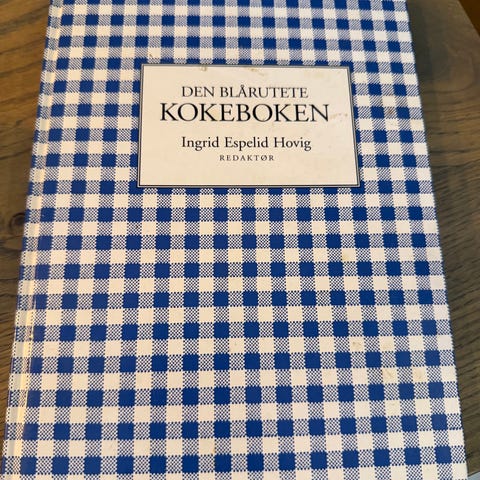 DEN BLÅRUTETE
KOKEBOKEN
Ingrid Espelid Hovig
REDAKTØR